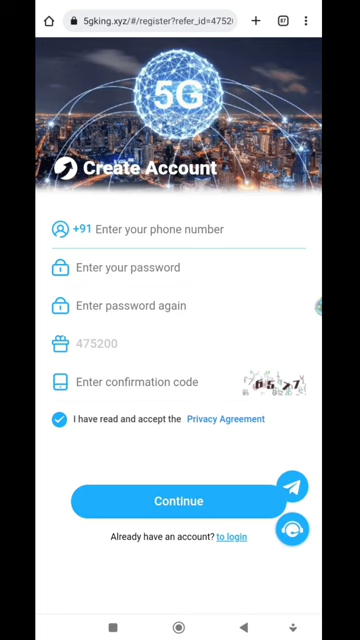 5gking.xyz/#/register?refer_id=4752
87
5G
Create Account
+91 Enter your phone number
Enter your password
Enter password again
475200
Enter confirmation code
I have read and accept the Privacy Agreement
Continue
Already have an account? to login